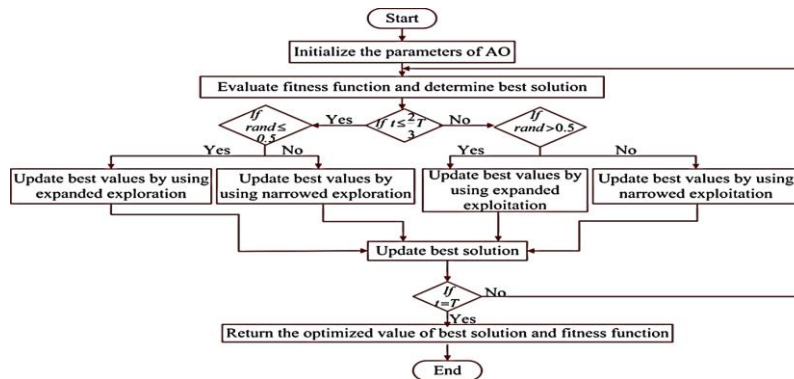 Start
Initialize the parameters of AO
Evaluate fitness function and determine best solution
If
rand≤
0.5
Yes
If t≤2/3T
No
If
rand>0.5
Yes
No
Yes
No
Update best values by using
expanded exploration
Update best values by
using narrowed exploration
Update best values by
using expanded
exploitation
Update best values by using
narrowed exploitation
Update best solution
If
t=T
No
Yes
Return the optimized value of best solution and fitness function
End